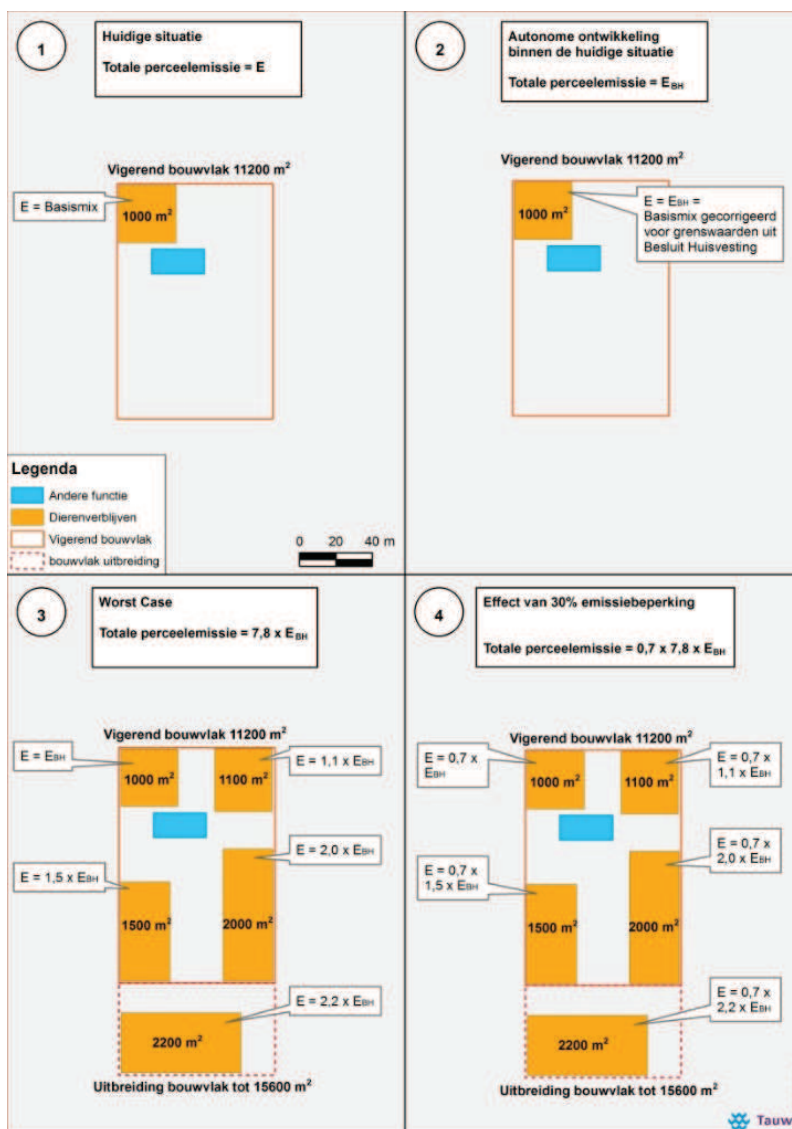 1
Huidige situatie
Totale perceelemissie = E
Vigerend bouwvlak 11200 m²
E = Basismix
1000 m²
Legenda
Andere functie
Dierenverblijven
Vigerend bouwvlak
bouwvlak uitbreiding
0 20 40 m
2
Autonome ontwikkeling
binnen de huidige situatie
Totale perceelemissie = EBH
Vigerend bouwvlak 11200 m²
1000 m²
E = EBH =
Basismix gecorrigeerd
voor grenswaarden uit
Besluit Huisvesting
3
Worst Case
Totale perceelemissie = 7,8 x EBH
Vigerend bouwvlak 11200 m²
E = EBH
1000 m²
1100 m²
E = 1,1 x EBH
E = 2,0 x EBH
E = 1,5 x EBH
1500 m²
2000 m²
E = 2,2 x EBH
2200 m²
Uitbreiding bouwvlak tot 15600 m²
4
Effect van 30% emissiebeperking
Totale perceelemissie = 0,7 x 7,8 x EBH
Vigerend bouwvlak 11200 m²
E = 0,7 x
EBH
1000 m²
1100 m²
E = 0,7 x
1,1 x EBH
E = 0,7 x
2,0 x EBH
E = 0,7 x
1,5 x EBH
1500 m²
2000 m²
E = 0,7 x
2,2 x EBH
2200 m²
Uitbreiding bouwvlak tot 15600 m²
Tauw